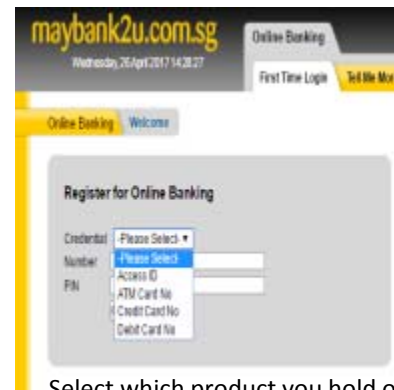 maybank2u.com.sg
Online Banking
Wednesday, 26 April 2017 14:28:27
First Time Login Tell Me Mor
Online Banking Welcome
Register for Online Banking
Credential -Please Select-
Number -Please Select-
Access ID
PIN
ATM Card No
Credit Card No
Debit Card No
Select which product you hold o